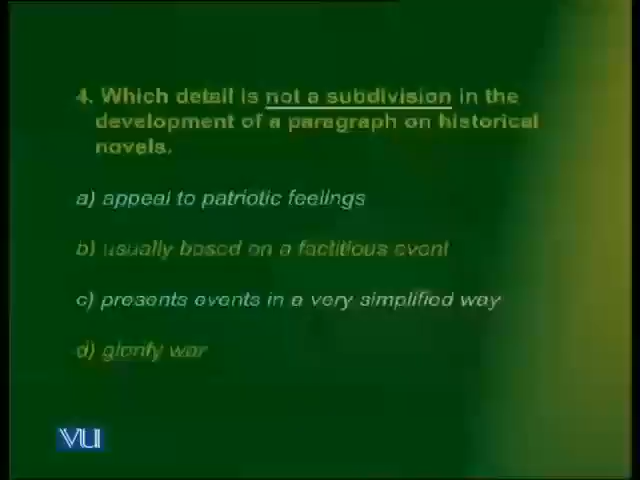 4. Which detail is not a subdivision in the
development of a paragraph on historical
novels.
a) appeal to patriotic feelings
b) usually based on a factitious event
c) presents events in a very simplified way
d) glorify war
VU